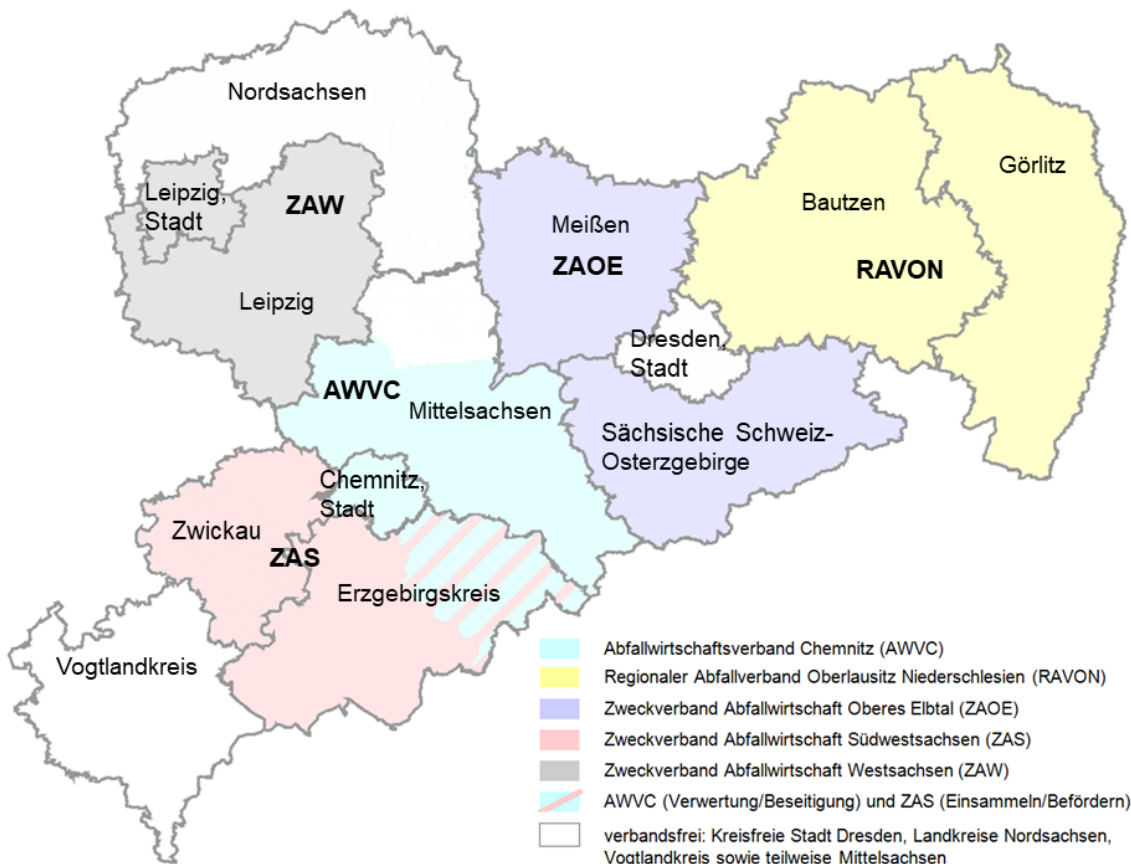 Nordsachsen
Leipzig,
Stadt
ZAW
Leipzig
Meißen
ZAOE
Bautzen
Görlitz
RAVON
Dresden,
Stadt
AWVC
Mittelsachsen
Sächsische Schweiz-
Osterzgebirge
Chemnitz,
Stadt
Zwickau
ZAS
Erzgebirgskreis
Vogtlandkreis
Abfallwirtschaftsverband Chemnitz (AWVC)
Regionaler Abfallverband Oberlausitz Niederschlesien (RAVON)
Zweckverband Abfallwirtschaft Oberes Elbtal (ZAOE)
Zweckverband Abfallwirtschaft Südwestsachsen (ZAS)
Zweckverband Abfallwirtschaft Westsachsen (ZAW)
AWVC (Verwertung/Beseitigung) und ZAS (Einsammeln/Befördern)
verbandsfrei: Kreisfreie Stadt Dresden, Landkreise Nordsachsen,
Vogtlandkreis sowie teilweise Mittelsachsen